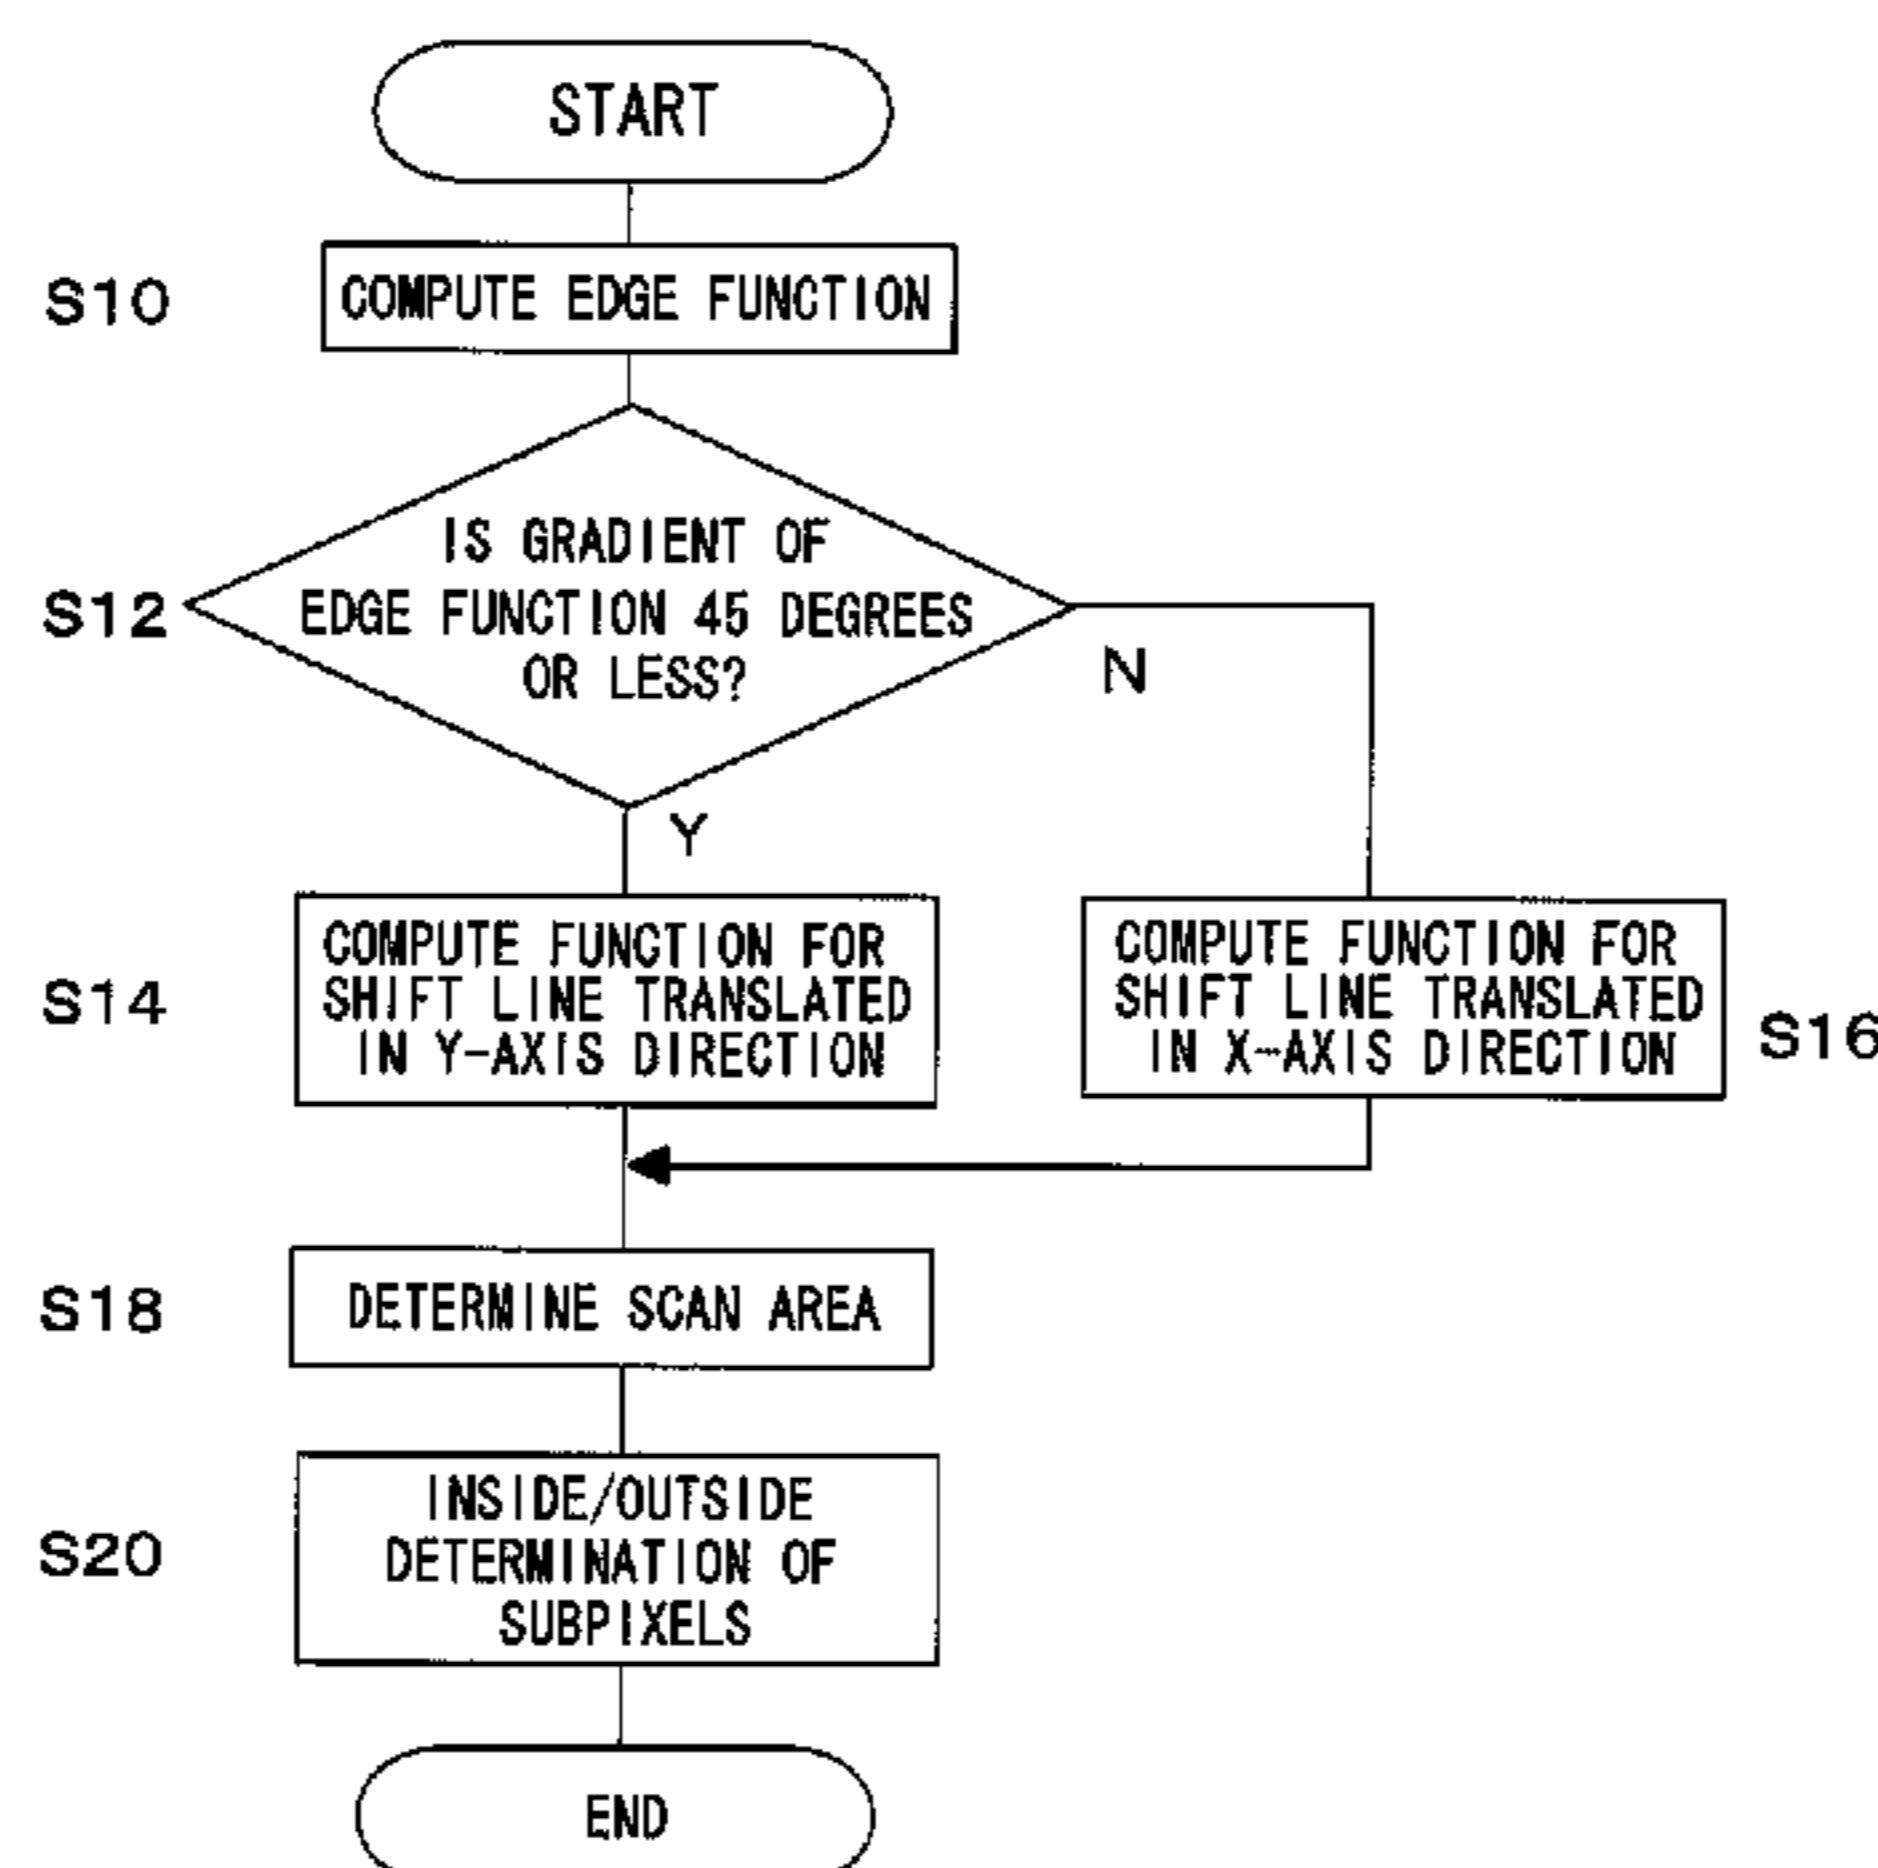 START
S10
COMPUTE EDGE FUNCTION
S12
IS GRADIENT OF
EDGE FUNCTION 45 DEGREES
OR LESS?
N
Y
S14
COMPUTE FUNCTION FOR
SHIFT LINE TRANSLATED
IN Y-AXIS DIRECTION
COMPUTE FUNCTION FOR
SHIFT LINE TRANSLATED
IN X-AXIS DIRECTION
S16
S18
DETERMINE SCAN AREA
S20
INSIDE/OUTSIDE
DETERMINATION OF
SUBPIXELS
END